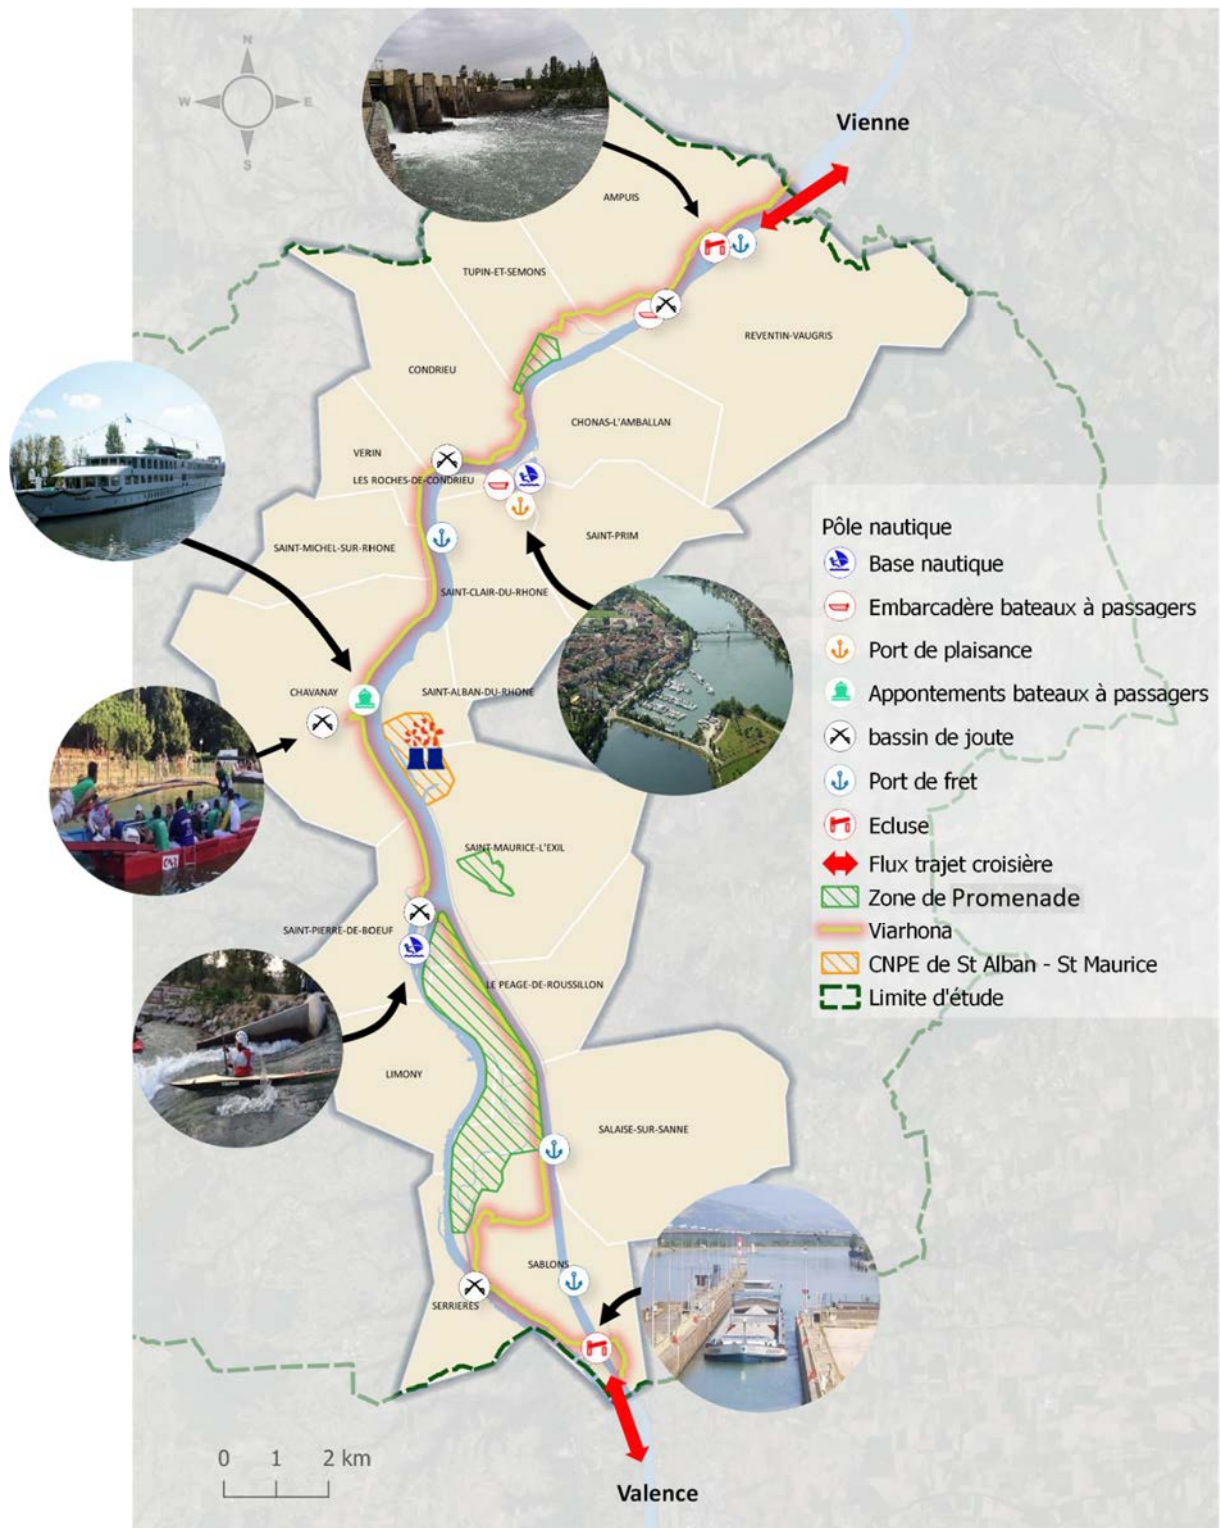 N
W
E
S
Vienne
AMPUIS
TUPIN-ET-SEMONS
REVENTIN-VAUGRIS
CONDRIEU
CHONAS-L'AMBALLAN
VERIN
LES ROCHES-DE-CONDRIEU
SAINT-PRIM
SAINT-MICHEL-SUR-RHONE
SAINT-CLAIR-DU-RHONE
CHAVANAY
SAINT-ALBAN-DU-RHONE
SAINT-MAURICE-L'EXIL
SAINT-PIERRE-DE-BOEUF
LE PEAGE-DE-ROUSSILLON
LIMONY
SALAISE-SUR-SANNE
SABLONS
SERRIERES
Pôle nautique
Base nautique
Embarcadère bateaux à passagers
Port de plaisance
Appontements bateaux à passagers
bassin de joute
Port de fret
Ecluse
Flux trajet croisière
Zone de Promenade
Viarhona
CNPE de St Alban - St Maurice
Limite d'étude
0 1 2 km
Valence